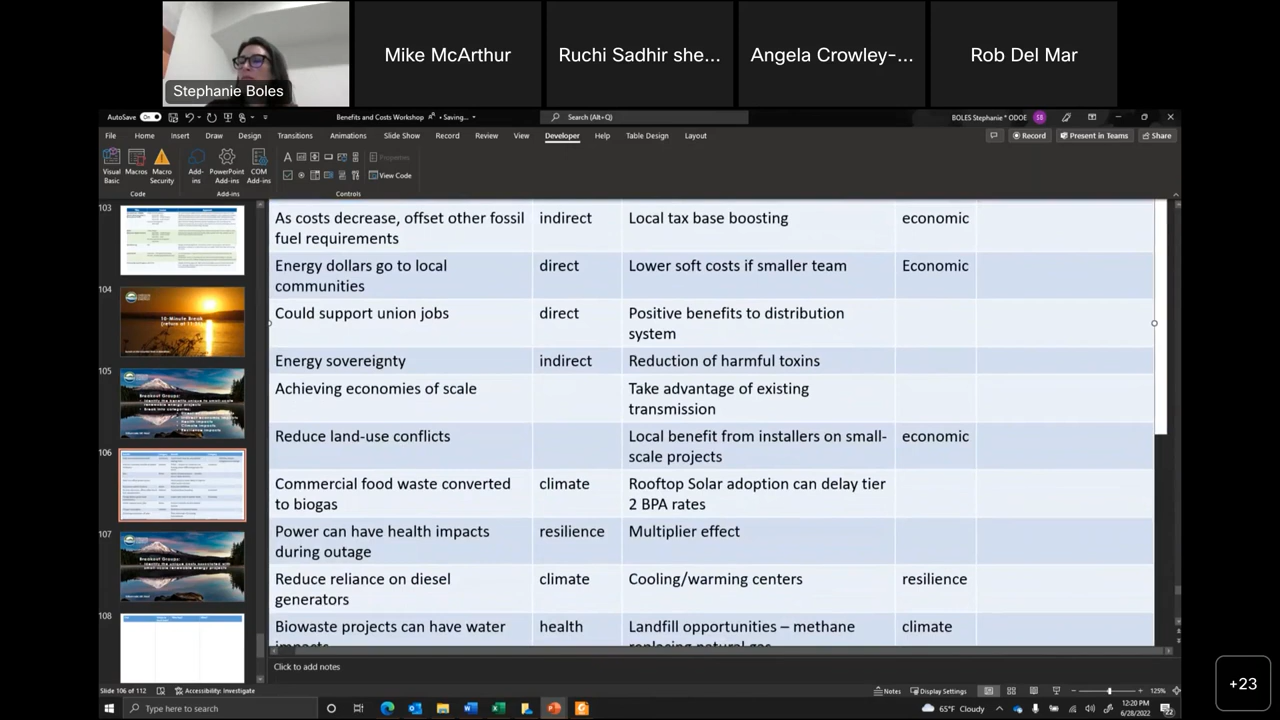 Stephanie Boles
Mike McArthur
Ruchi Sadhir she...
Angela Crowley-...
Rob Del Mar
AutoSave On
Benefits and Costs Workshop • Saving...
Search (Alt+Q)
BOLES Stephanie * ODOE SB
File Home Insert Draw Design Transitions Animations Slide Show Record Review View Developer Help Table Design Layout
Record Present in Teams Share
Visual Basic
Macros
Macro Security
Code
Add-ins
PowerPoint Add-ins
COM Add-ins
Add-ins
Properties
View Code
Controls
103
104
10-Minute Break
105
Breakout Groups:
106
107
Breakout Groups:
108
As costs decrease, offset other fossil fuel requirements indirect tax base boosting economic
Energy dollar go to local communities direct Lower soft costs if smaller team Economic
Could support union jobs direct Positive benefits to distribution system
Energy sovereignty indirect Reduction of harmful toxins
Achieving economies of scale Take advantage of existing
Reduce land-use conflicts Local benefit from installers on small- projects economic
Commercial food waste converted to biogas climate Rooftop Solar adoption can delay tier BPA rates
Power can have health impacts during outage resilience Multiplier effect
Reduce reliance on diesel generators climate Cooling/warming centers resilience
Biowaste projects can have water health Landfill opportunities – methane climate
Click to add notes
Slide 106 of 112 Accessibility: Investigate Notes Display Settings 125%
Type here to search
65°F Cloudy
12:20 PM
6/28/2022
+23